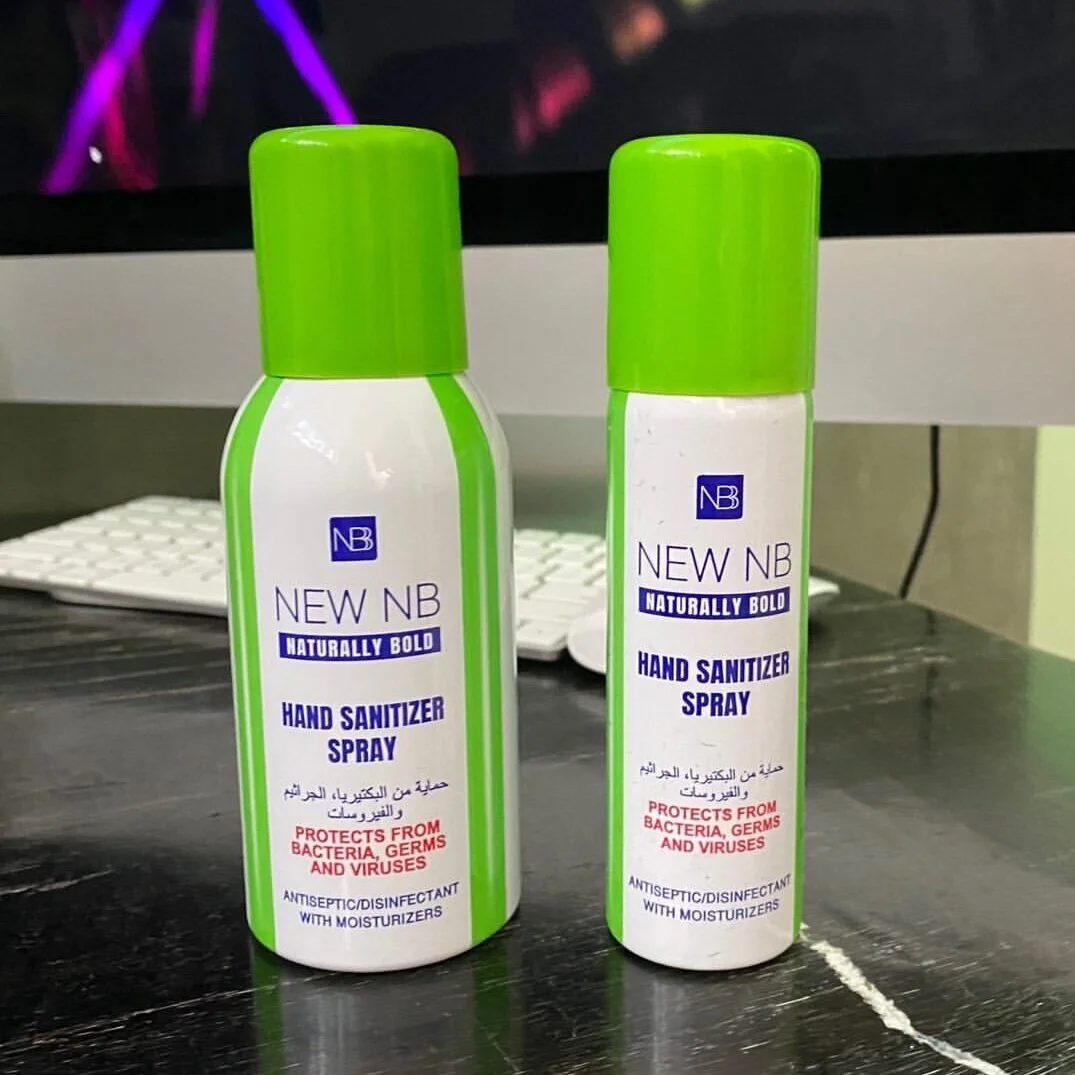 NB
NEW NB
NATURALLY BOLD
HAND SANITIZER
SPRAY
حماية من البكتيرياء الجراثيم
والفيروسات
PROTECTS FROM
BACTERIA, GERMS
AND VIRUSES
ANTISEPTIC/DISINFECTANT
WITH MOISTURIZERS
NB
NEW NB
NATURALLY BOLD
HAND SANITIZER
SPRAY
حماية من البكتيرياء الجراثيم
والفيروسات
PROTECTS FROM
BACTERIA, GERMS
AND VIRUSES
ANTISEPTIC/DISINFECTANT
WITH MOISTURIZERS